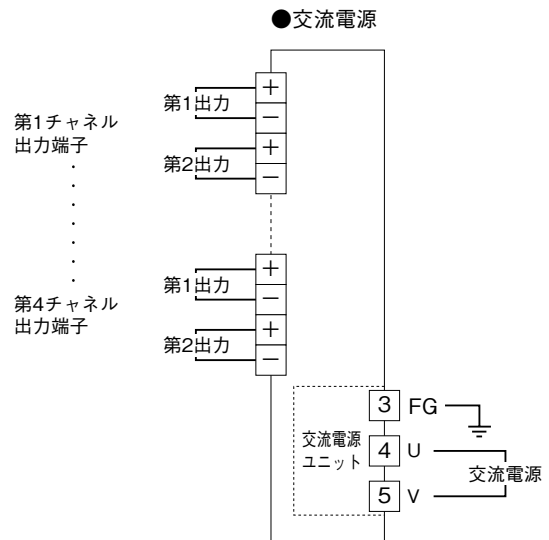 ●交流電源
第1チャネル
出力端子
・
・
・
・
・
・
第4チャネル
出力端子
第1出力
+
−
第2出力
+
−
第1出力
+
−
第2出力
+
−
交流電源
ユニット
3 FG
4 U
5 V
交流電源